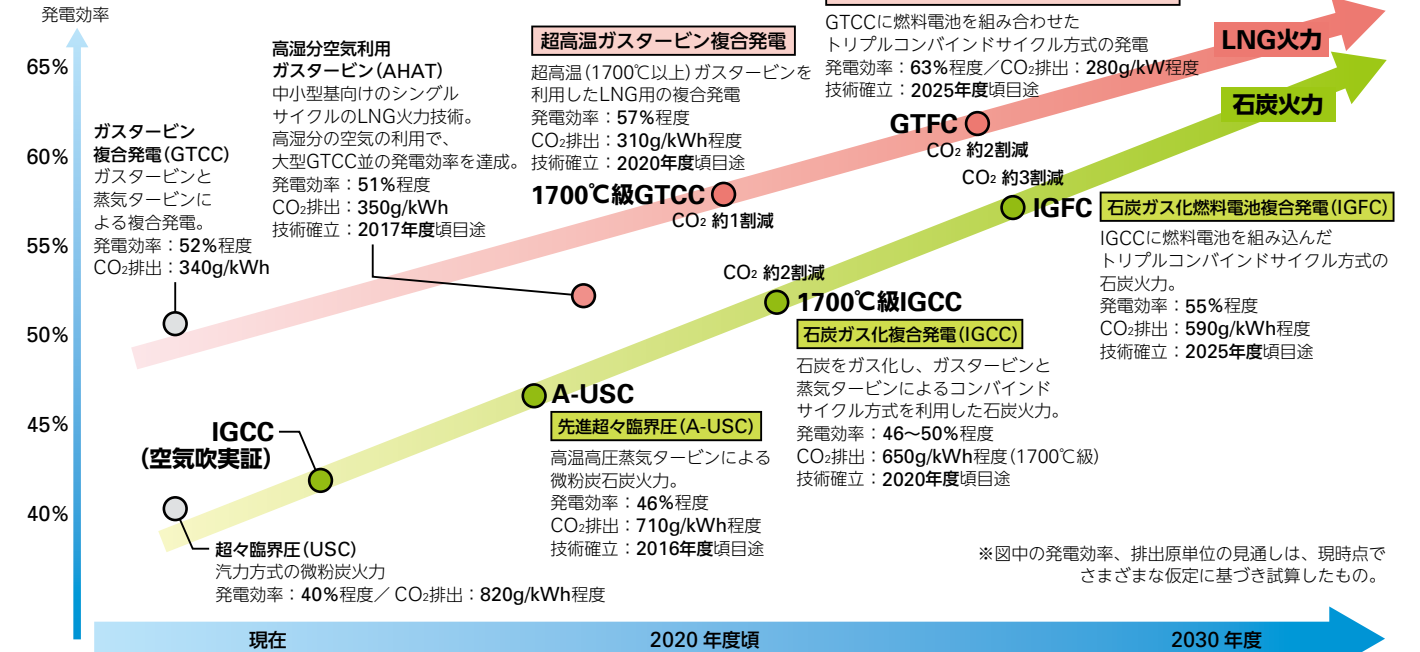 発電効率
65%
60%
55%
50%
45%
40%
ガスタービン
複合発電(GTCC)
ガスタービンと
蒸気タービンに
よる複合発電。
発電効率：52%程度
CO₂排出：340g/kWh
高湿分空気利用
ガスタービン(AHAT)
中小型基向けのシングル
サイクルのLNG火力技術。
高湿分の空気の利用で、
大型GTCC並の発電効率を達成。
発電効率：51%程度
CO₂排出：350g/kWh
技術確立：2017年度頃目途
超高温ガスタービン複合発電
超高温(1700℃以上)ガスタービンを
利用したLNG用の複合発電
発電効率：57%程度
CO₂排出：310g/kWh程度
技術確立：2020年度頃目途
1700℃級GTCC
CO₂ 約1割減
GTCCに燃料電池を組み合わせた
トリプルコンバインドサイクル方式の発電
発電効率：63%程度／CO₂排出：280g/kW程度
技術確立：2025年度頃目途
GTFC
CO₂ 約2割減
LNG火力
石炭火力
CO₂ 約3割減
IGFC
石炭ガス化燃料電池複合発電(IGFC)
IGCCに燃料電池を組み込んだ
トリプルコンバインドサイクル方式の
石炭火力。
発電効率：55%程度
CO₂排出：590g/kWh程度
技術確立：2025年度頃目途
CO₂ 約2割減
1700℃級IGCC
石炭ガス化複合発電(IGCC)
石炭をガス化し、ガスタービンと
蒸気タービンによるコンバインド
サイクル方式を利用した石炭火力。
発電効率：46～50%程度
CO₂排出：650g/kWh程度(1700℃級)
技術確立：2020年度頃目途
A-USC
先進超々臨界圧(A-USC)
高温高圧蒸気タービンによる
微粉炭石炭火力。
発電効率：46%程度
CO₂排出：710g/kWh程度
技術確立：2016年度頃目途
IGCC
(空気吹実証)
超々臨界圧(USC)
汽力方式の微粉炭火力
発電効率：40%程度／CO₂排出：820g/kWh程度
※図中の発電効率、排出原単位の見通しは、現時点で
さまざまな仮定に基づき試算したもの。
現在
2020 年度頃
2030 年度